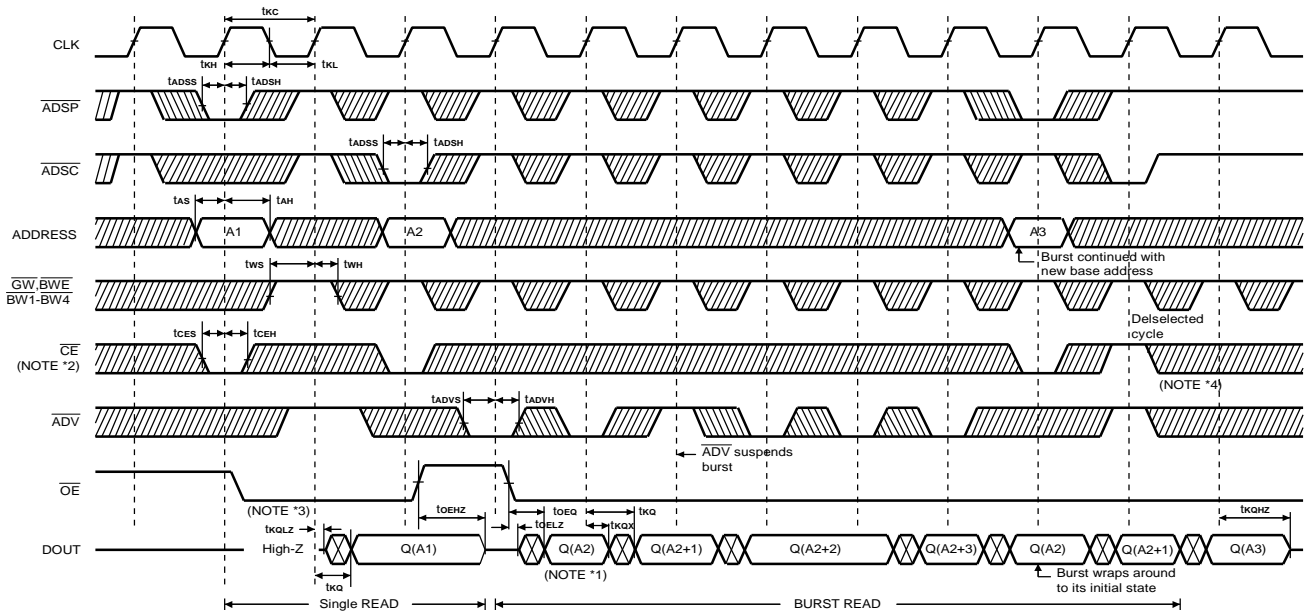 tKC
CLK
tKH
tKL
tADSS
tADSH
ADSP
tADSS
tADSH
ADSC
tAS
tAH
ADDRESS
A1
A2
A3
Burst continued with
new base address
tWS
tWH
GW,BWE
BW1-BW4
Delselected
cycle
tCES
tCEH
CE
(NOTE *2)
(NOTE *4)
tADVS
tADVH
ADV
ADV suspends
burst
OE
(NOTE *3)
tOEHZ
tOEQ
tKQ
tKQLZ
tOELZ
tKQX
tKQHZ
DOUT
High-Z
Q(A1)
Q(A2)
Q(A2+1)
Q(A2+2)
Q(A2+3)
Q(A2)
Q(A2+1)
Q(A3)
(NOTE *1)
tKQ
Burst wraps around
to its initial state
Single READ
BURST READ